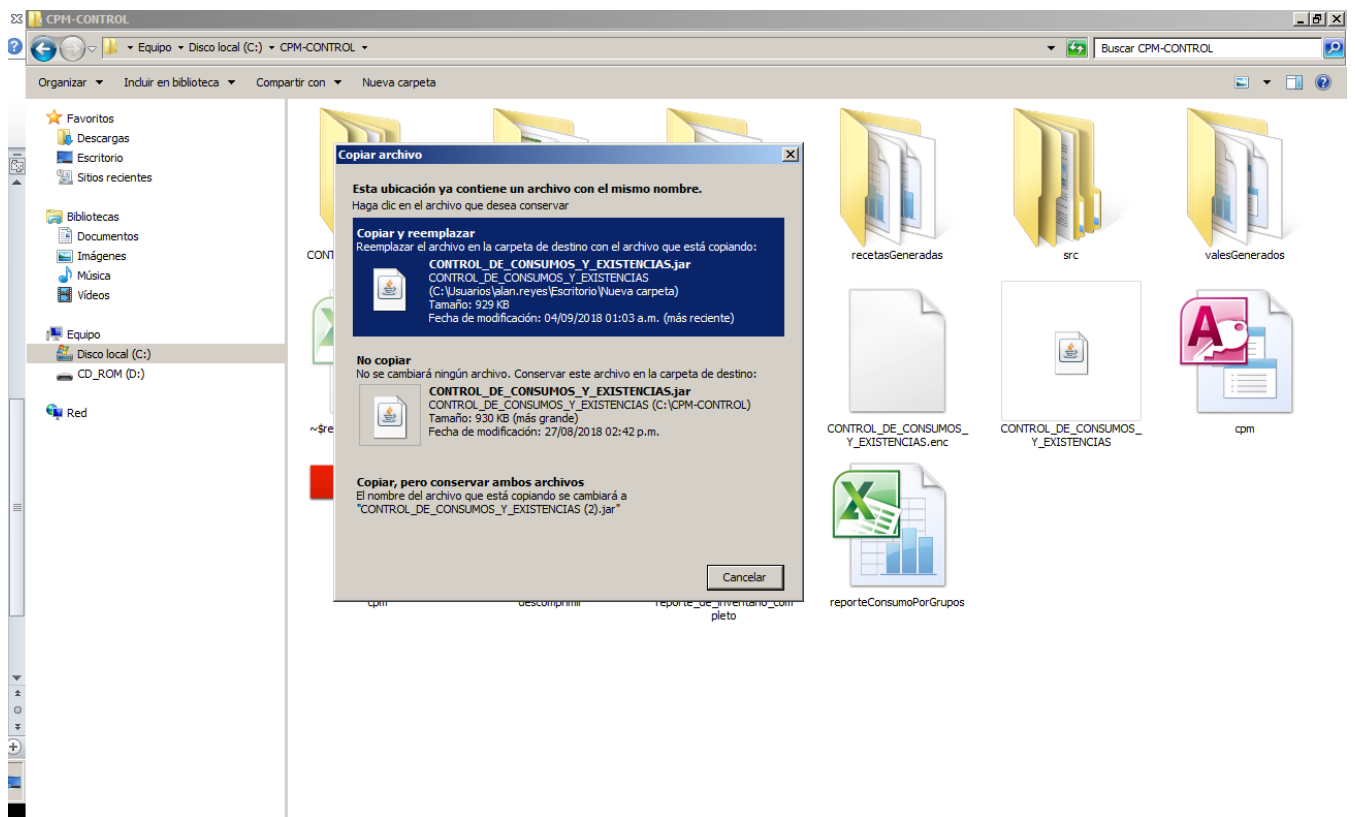 CPM-CONTROL
Equipo Disco local (C:) CPM-CONTROL
Buscar CPM-CONTROL
Organizar Incluir en biblioteca Compartir con Nueva carpeta
Favoritos
Descargas
Escritorio
Sitios recientes
Bibliotecas
Documentos
Imágenes
Música
Vídeos
Equipo
Disco local (C:)
CD_ROM (D:)
Red
Copiar archivo
Esta ubicación ya contiene un archivo con el mismo nombre.
Haga clic en el archivo que desea conservar
Copiar y reemplazar
Reemplazar el archivo en la carpeta de destino con el archivo que está copiando:
CONTROL_DE_CONSUMOS_Y_EXISTENCIAS.jar
CONTROL_DE_CONSUMOS_Y_EXISTENCIAS
(C:\Usuarios\alan.reyes\Escritorio\Nueva carpeta)
Tamaño: 929 KB
Fecha de modificación: 04/09/2018 01:03 a.m. (más reciente)
No copiar
No se cambiará ningún archivo. Conservar este archivo en la carpeta de destino:
CONTROL_DE_CONSUMOS_Y_EXISTENCIAS.jar
CONTROL_DE_CONSUMOS_Y_EXISTENCIAS (C:\CPM-CONTROL)
Tamaño: 930 KB (más grande)
Fecha de modificación: 27/08/2018 02:42 p.m.
Copiar, pero conservar ambos archivos
El nombre del archivo que está copiando se cambiará a
"CONTROL_DE_CONSUMOS_Y_EXISTENCIAS (2).jar"
Cancelar
CONT
recetasGeneradas
src
valesGenerados
~$re
CONTROL_DE_CONSUMOS_
Y_EXISTENCIAS.enc
CONTROL_DE_CONSUMOS_
Y_EXISTENCIAS
cpm
cpm
descomprimir
reporte_de_inventario_com
pleto
reporteConsumoPorGrupos